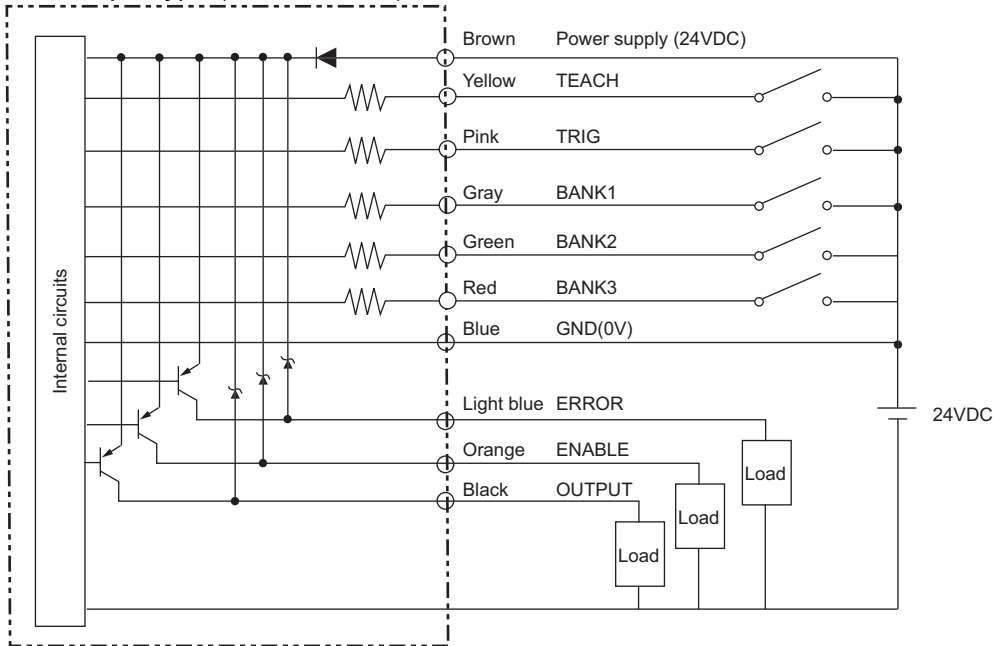 Brown Power supply (24VDC)
Yellow TEACH
Pink TRIG
Gray BANK1
Green BANK2
Red BANK3
Blue GND(0V)
Internal circuits
Light blue ERROR
24VDC
Orange ENABLE
Load
Black OUTPUT
Load
Load